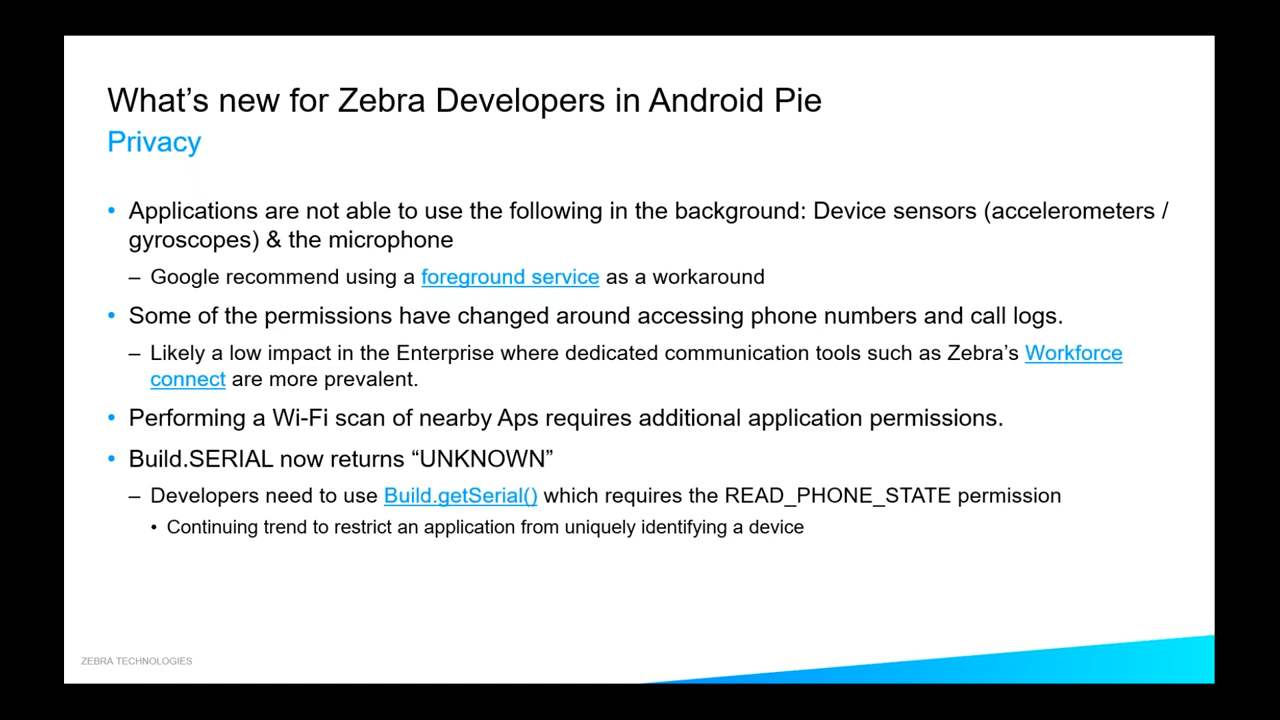 What’s new for Zebra Developers in Android Pie
Privacy
• Applications are not able to use the following in the background: Device sensors (accelerometers /
gyroscopes) & the microphone
– Google recommend using a foreground service as a workaround
• Some of the permissions have changed around accessing phone numbers and call logs.
– Likely a low impact in the Enterprise where dedicated communication tools such as Zebra’s Workforce
connect are more prevalent.
• Performing a Wi-Fi scan of nearby Aps requires additional application permissions.
• Build.SERIAL now returns “UNKNOWN”
– Developers need to use Build.getSerial() which requires the READ_PHONE_STATE permission
• Continuing trend to restrict an application from uniquely identifying a device
ZEBRA TECHNOLOGIES